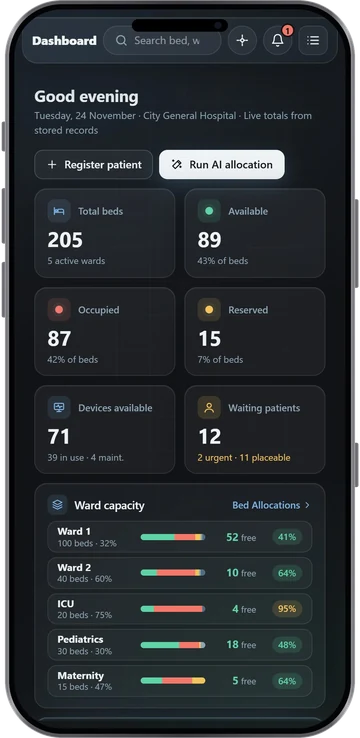 Dashboard
Search bed, w
1
Good evening
Tuesday, 24 November · City General Hospital · Live totals from
stored records
Register patient
Run AI allocation
Total beds
205
5 active wards
Available
89
43% of beds
Occupied
87
42% of beds
Reserved
15
7% of beds
Devices available
71
39 in use · 4 maint.
Waiting patients
12
2 urgent · 11 placeable
Ward capacity
Bed Allocations
Ward 1
100 beds · 32%
52 free
41%
Ward 2
40 beds · 60%
10 free
64%
ICU
20 beds · 75%
4 free
95%
Pediatrics
30 beds · 30%
18 free
48%
Maternity
15 beds · 47%
5 free
64%